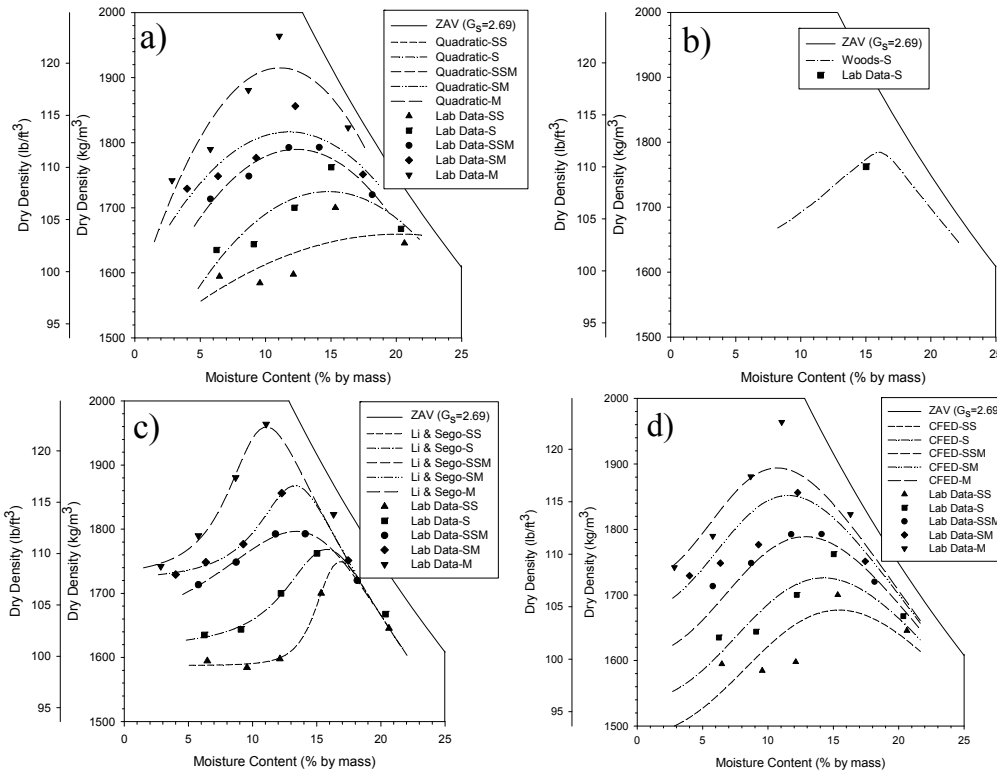 a)
Dry Density (lb/ft³)
Dry Density (kg/m³)
120
115
110
105
100
95
2000
1900
1800
1700
1600
1500
0 5 10 15 20 25
Moisture Content (% by mass)
ZAV (GS=2.69)
Quadratic-SS
Quadratic-S
Quadratic-SSM
Quadratic-SM
Quadratic-M
Lab Data-SS
Lab Data-S
Lab Data-SSM
Lab Data-SM
Lab Data-M
b)
Dry Density (lb/ft³)
Dry Density (kg/m³)
120
115
110
105
100
95
2000
1900
1800
1700
1600
1500
0 5 10 15 20 25
Moisture Content (% by mass)
ZAV (GS=2.69)
Woods-S
Lab Data-S
c)
Dry Density (lb/ft³)
Dry Density (kg/m³)
120
115
110
105
100
95
2000
1900
1800
1700
1600
1500
0 5 10 15 20 25
Moisture Content (% by mass)
ZAV (GS=2.69)
Li & Sego-SS
Li & Sego-S
Li & Sego-SSM
Li & Sego-SM
Li & Sego-M
Lab Data-SS
Lab Data-S
Lab Data-SSM
Lab Data-SM
Lab Data-M
d)
Dry Density (lb/ft³)
Dry Density (kg/m³)
120
115
110
105
100
95
2000
1900
1800
1700
1600
1500
0 5 10 15 20 25
Moisture Content (% by mass)
ZAV (GS=2.69)
CFED-SS
CFED-S
CFED-SSM
CFED-SM
CFED-M
Lab Data-SS
Lab Data-S
Lab Data-SSM
Lab Data-SM
Lab Data-M